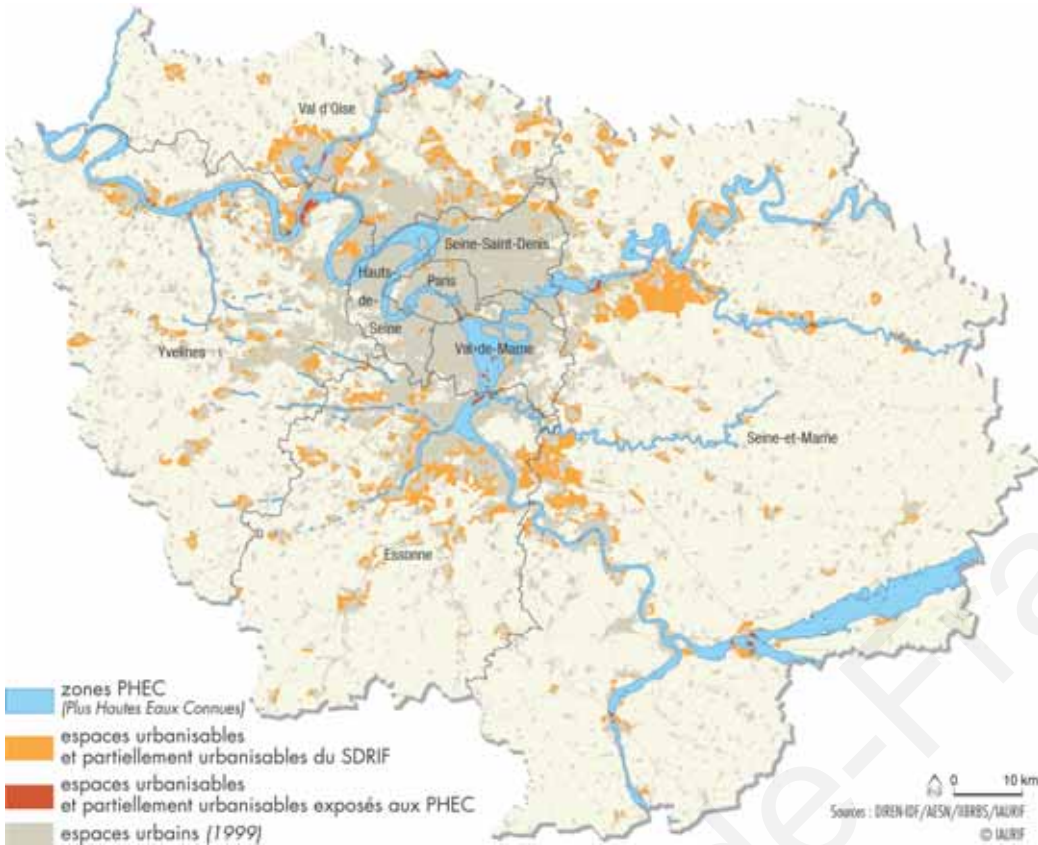 Val d'Oise
Seine-Saint-Denis
Hauts-
de-
Seine
Paris
Val-de-Marne
Yvelines
Seine-et-Marne
Essonne
zones PHEC
(Plus Hautes Eaux Connues)
espaces urbanisables
et partiellement urbanisables du SDRIF
espaces urbanisables
et partiellement urbanisables exposés aux PHEC
espaces urbains (1999)
0 10 km
Sources : DIREN-IDF/AESN/IIBRBS/IAURIF
© IAURIF